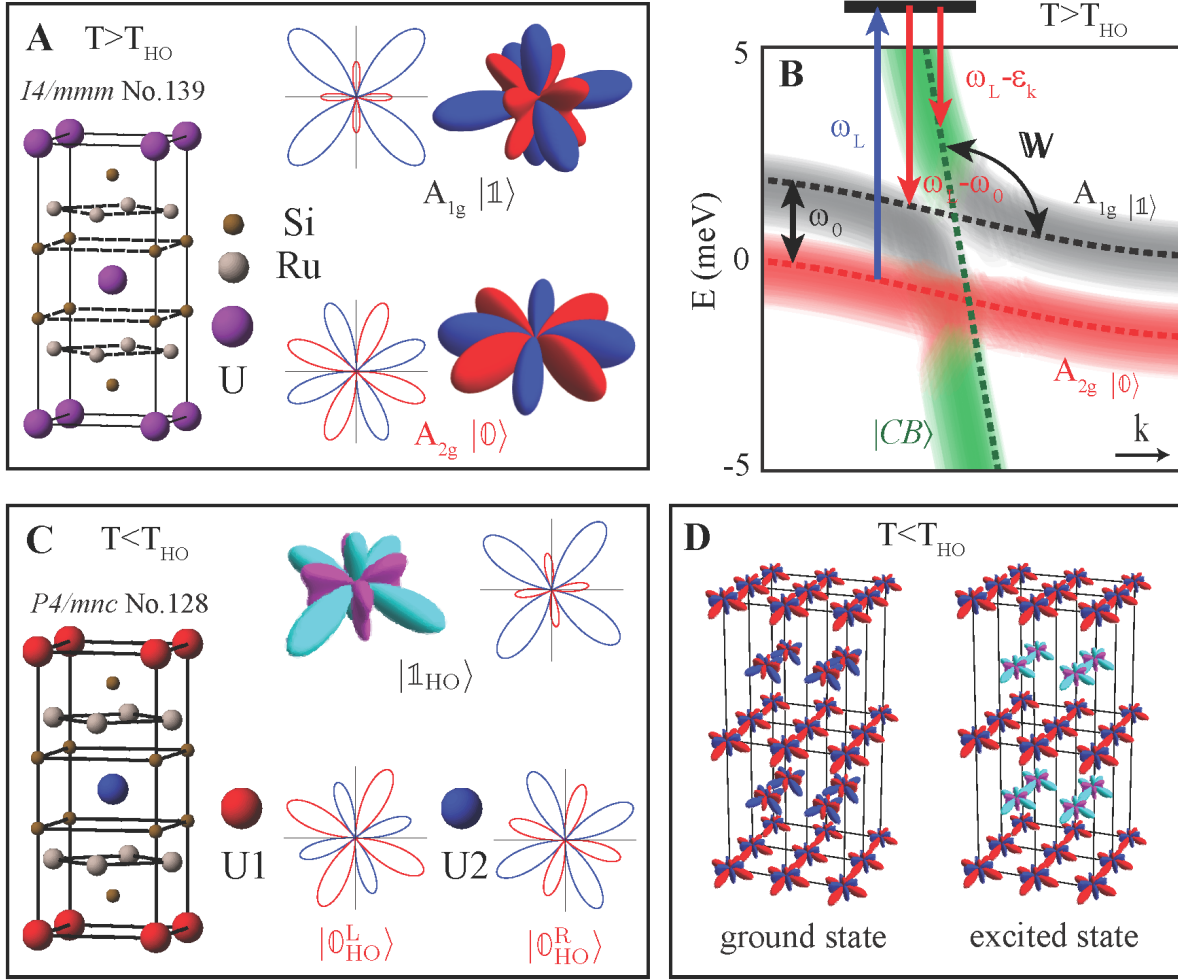 A T>T_HO
I4/mmm No.139
Si
Ru
U
A_1g |𝟙⟩
A_2g |𝟘⟩
B
T>T_HO
5
0
-5
E (meV)
ω_L
ω_L-ε_k
ω_L-ω_0
ω_0
𝕎
A_1g |𝟙⟩
A_2g |𝟘⟩
|CB⟩
k
C T<T_HO
P4/mnc No.128
|𝟙_HO⟩
U1
U2
|𝟘^L_HO⟩
|𝟘^R_HO⟩
D T<T_HO
ground state
excited state